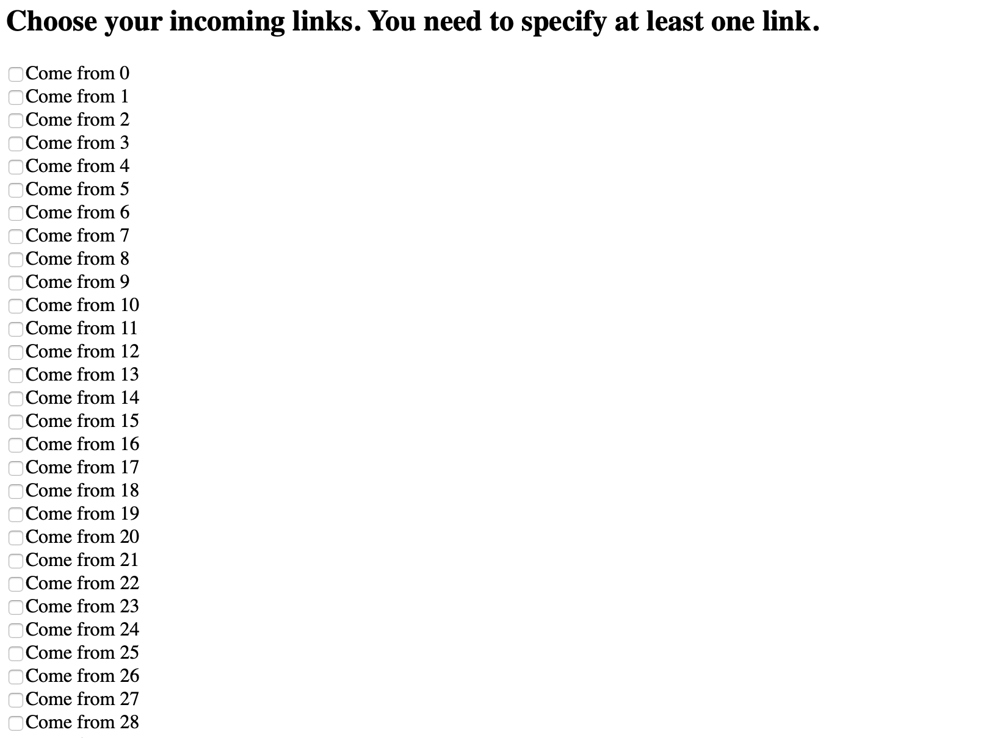 Choose your incoming links. You need to specify at least one link.
Come from 0
Come from 1
Come from 2
Come from 3
Come from 4
Come from 5
Come from 6
Come from 7
Come from 8
Come from 9
Come from 10
Come from 11
Come from 12
Come from 13
Come from 14
Come from 15
Come from 16
Come from 17
Come from 18
Come from 19
Come from 20
Come from 21
Come from 22
Come from 23
Come from 24
Come from 25
Come from 26
Come from 27
Come from 28